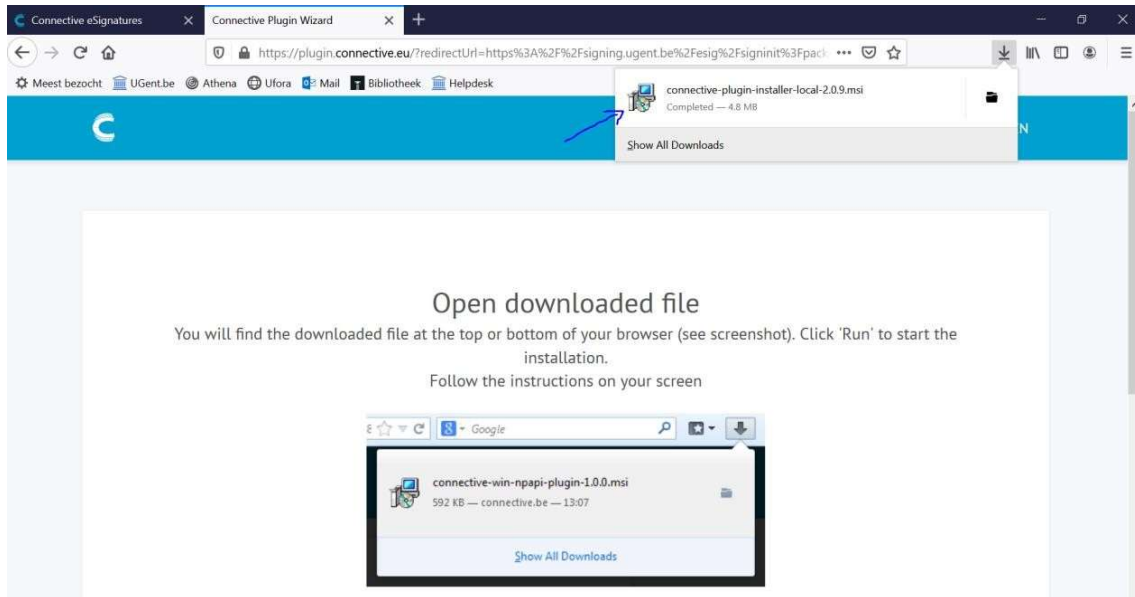 Connective eSignatures
Connective Plugin Wizard
https://plugin.connective.eu/?redirectUrl=https%3A%2F%2Fsigning.ugent.be%2Fesig%2Fsigninit%3Fpack
Meest bezocht UGent.be Athena Ufora Mail Bibliotheek Helpdesk
connective-plugin-installer-local-2.0.9.msi
Completed — 4.8 MB
Show All Downloads
N
Open downloaded file
You will find the downloaded file at the top or bottom of your browser (see screenshot). Click 'Run' to start the
installation.
Follow the instructions on your screen
Google
connective-win-npapi-plugin-1.0.0.msi
592 KB — connective.be — 13:07
Show All Downloads